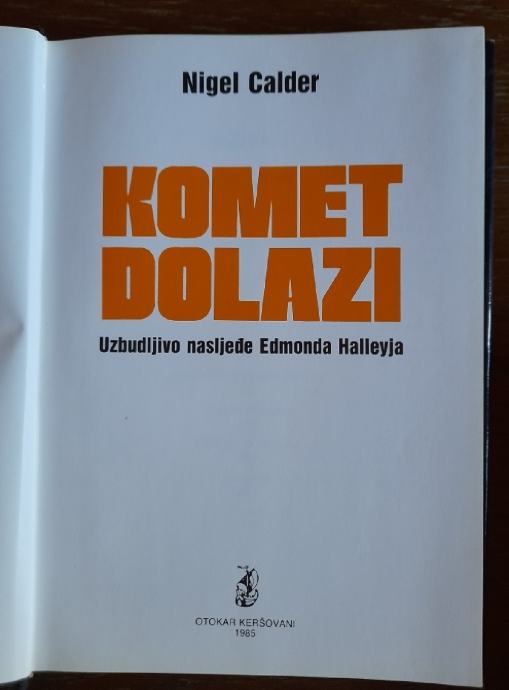 Nigel Calder
KOMET
DOLAZI
Uzbudljivo nasljeđe Edmonda Halleyja
OTOKAR KERŠOVANI
1985